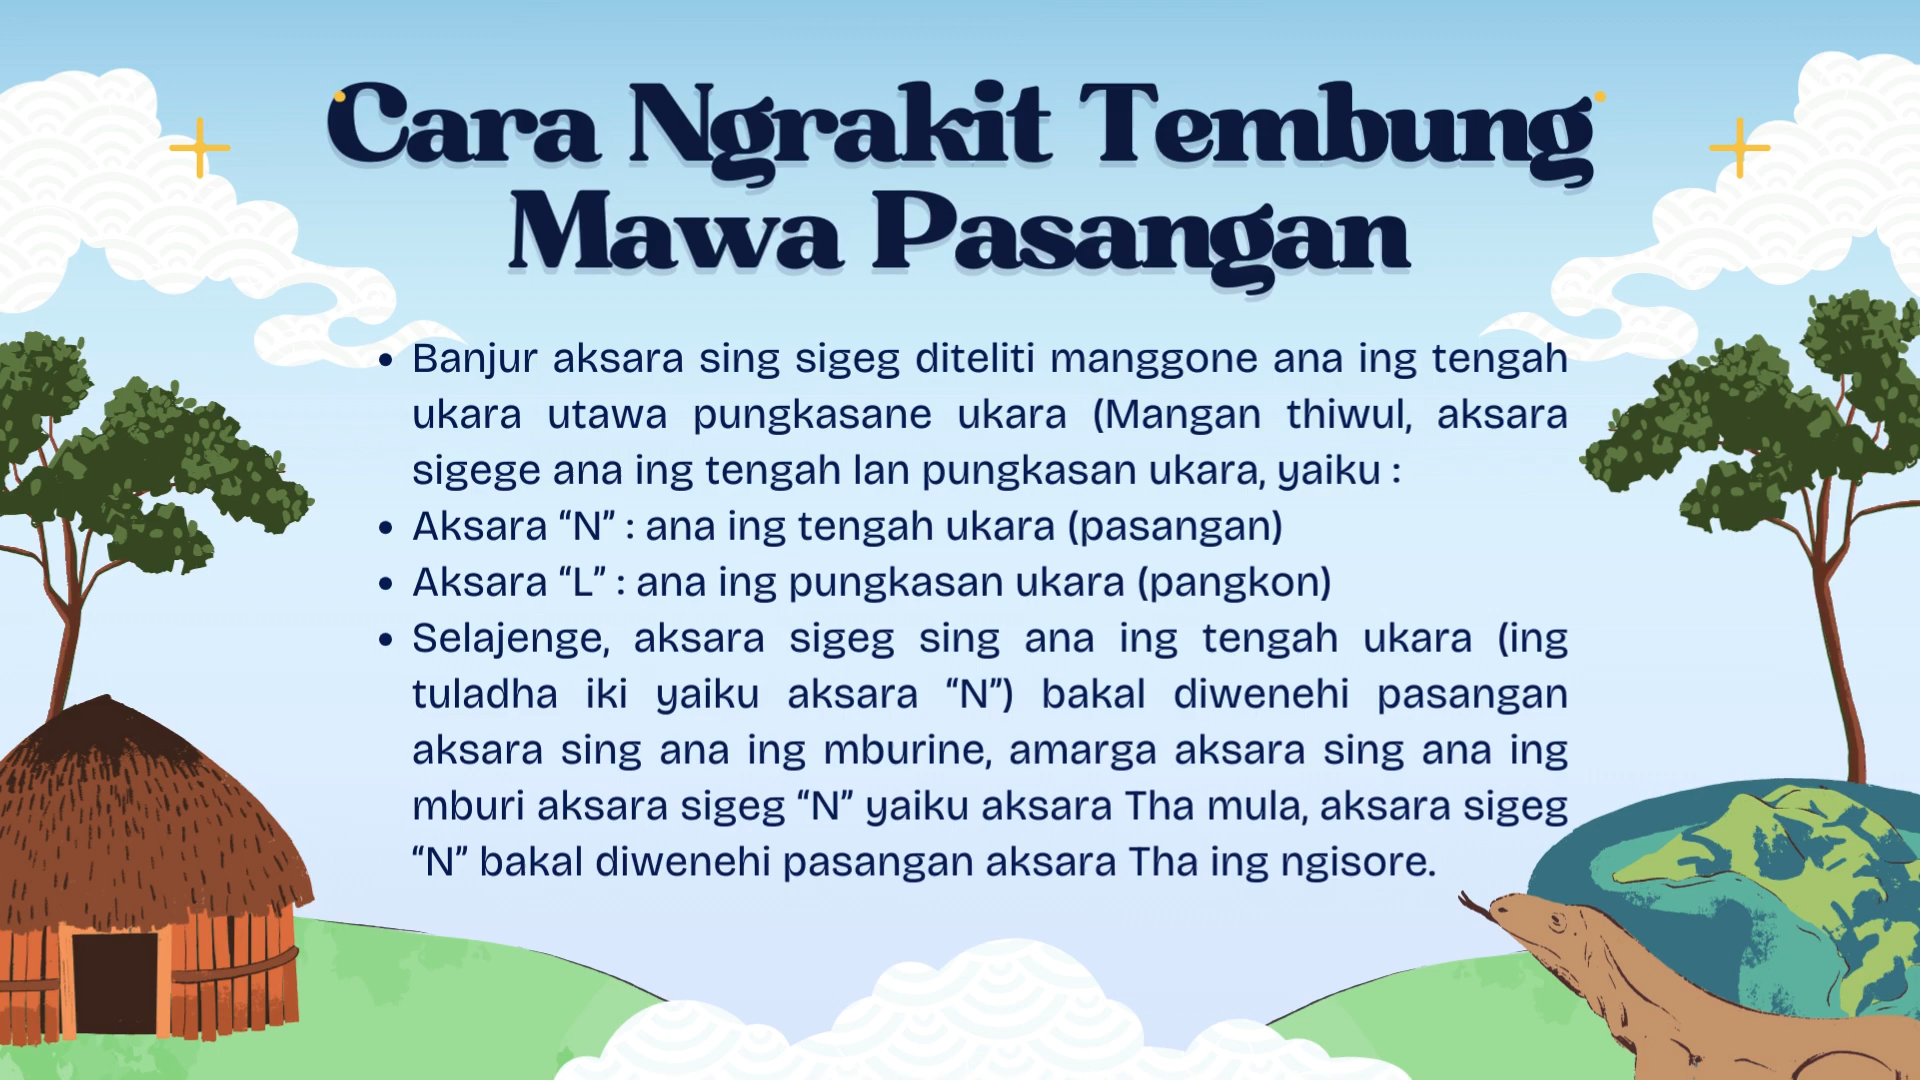 Cara Ngrakit Tembung
Mawa Pasangan
• Banjur aksara sing sigeg diteliti manggone ana ing tengah
ukara utawa pungkasane ukara (Mangan thiwul, aksara
sigege ana ing tengah lan pungkasan ukara, yaiku :
• Aksara “N” : ana ing tengah ukara (pasangan)
• Aksara “L” : ana ing pungkasan ukara (pangkon)
• Selajenge, aksara sigeg sing ana ing tengah ukara (ing
tuladha iki yaiku aksara “N”) bakal diwenehi pasangan
aksara sing ana ing mburine, amarga aksara sing ana ing
mburi aksara sigeg “N” yaiku aksara Tha mula, aksara sigeg
“N” bakal diwenehi pasangan aksara Tha ing ngisore.